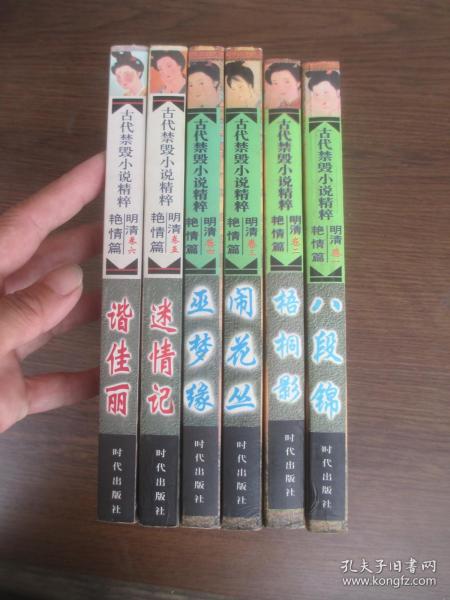 古代禁毁小说精粹
明清卷六
艳情篇
谐佳丽
时代出版社
古代禁毁小说精粹
明清卷五
艳情篇
迷情记
时代出版社
古代禁毁小说精粹
明清卷四
艳情篇
巫梦缘
时代出版社
古代禁毁小说精粹
明清卷三
艳情篇
闹花丛
时代出版社
古代禁毁小说精粹
明清卷二
艳情篇
梧桐影
时代出版社
古代禁毁小说精粹
明清卷一
艳情篇
八段锦
时代出版社
孔夫子旧书网
www.kongfz.com